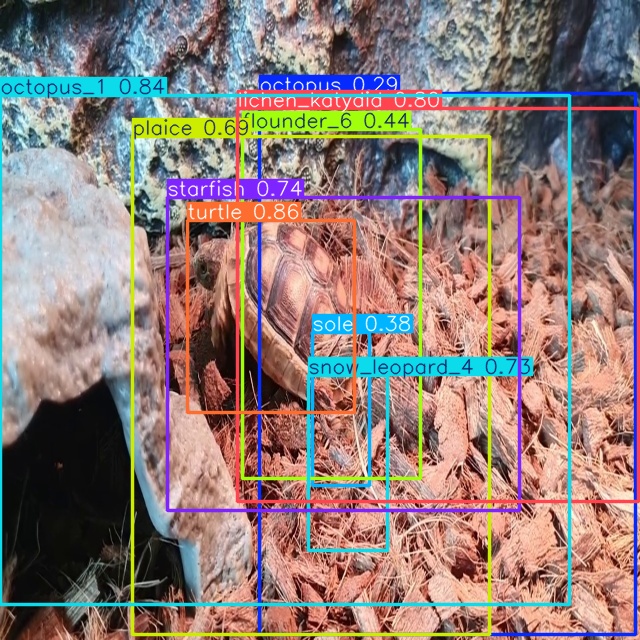 octopus_1 0.84
octopus 0.29
lichen_katydid 0.80
plaice 0.69
flounder_6 0.44
starfish 0.74
turtle 0.86
sole 0.38
snow_leopard_4 0.73